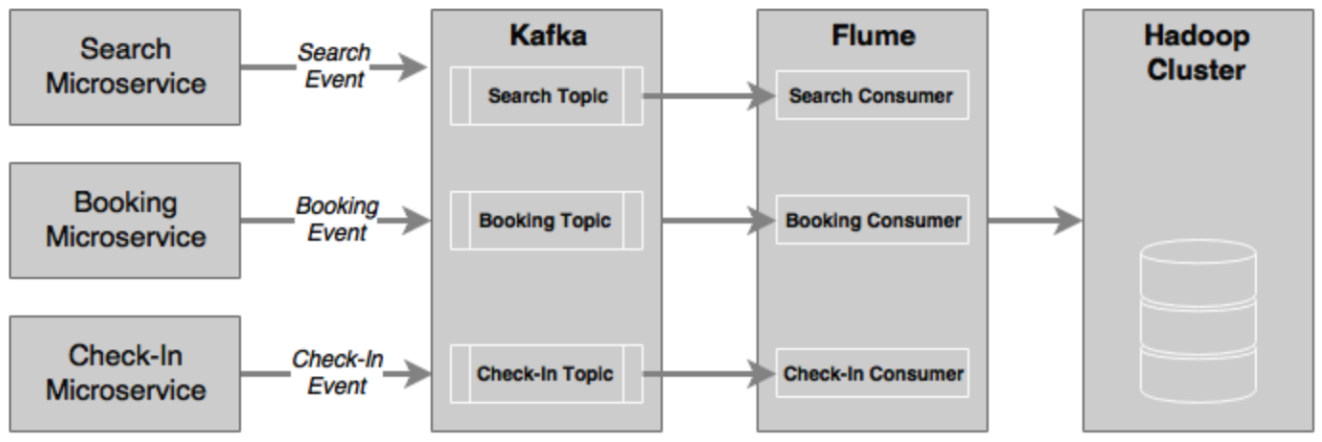 Search
Microservice
Search
Event
Kafka
Search Topic
Flume
Search Consumer
Hadoop
Cluster
Booking
Microservice
Booking
Event
Booking Topic
Booking Consumer
Check-In
Microservice
Check-In
Event
Check-In Topic
Check-In Consumer